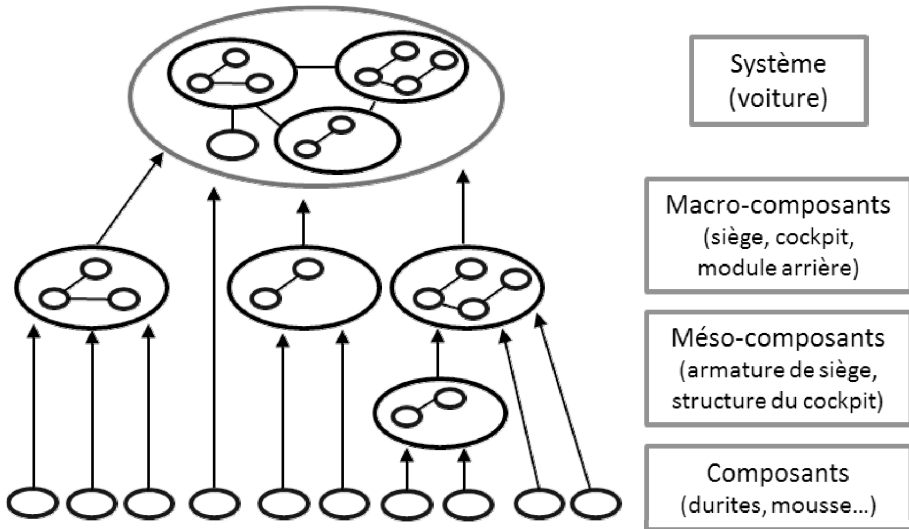 Système
(voiture)
Macro-composants
(siège, cockpit,
module arrière)
Méso-composants
(armature de siège,
structure du cockpit)
Composants
(durites, mousse...)